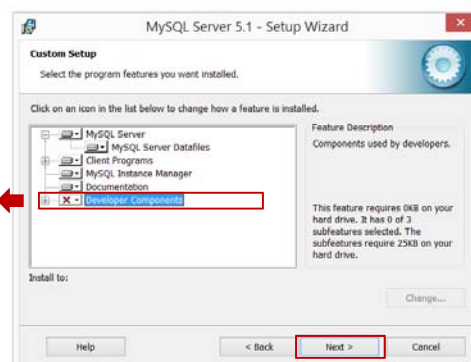 MySQL Server 5.1 - Setup Wizard
Custom Setup
Select the program features you want installed.
Click on an icon in the list below to change how a feature is installed.
MySQL Server
MySQL Server Datafiles
Client Programs
MySQL Instance Manager
Documentation
Developer Components
Feature Description
Components used by developers.
This feature requires 0KB on your
hard drive. It has 0 of 3
subfeatures selected. The
subfeatures require 25KB on your
hard drive.
Install to:
Change...
Help
< Back
Next >
Cancel